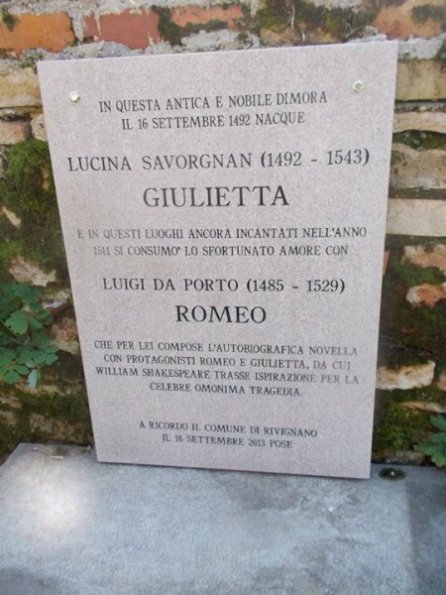 IN QUESTA ANTICA E NOBILE DIMORA
IL 16 SETTEMBRE 1492 NACQUE
LUCINA SAVORGNAN (1492 - 1543)
GIULIETTA
E IN QUESTI LUOGHI ANCORA INCANTATI NELL'ANNO
1511 SI CONSUMO' LO SFORTUNATO AMORE CON
LUIGI DA PORTO (1485 - 1529)
ROMEO
CHE PER LEI COMPOSE L'AUTOBIOGRAFICA NOVELLA
CON PROTAGONISTI ROMEO E GIULIETTA, DA CUI
WILLIAM SHAKESPEARE TRASSE ISPIRAZIONE PER LA
CELEBRE OMONIMA TRAGEDIA.
A RICORDO IL COMUNE DI RIVIGNANO
IL 16 SETTEMBRE 2013 POSE